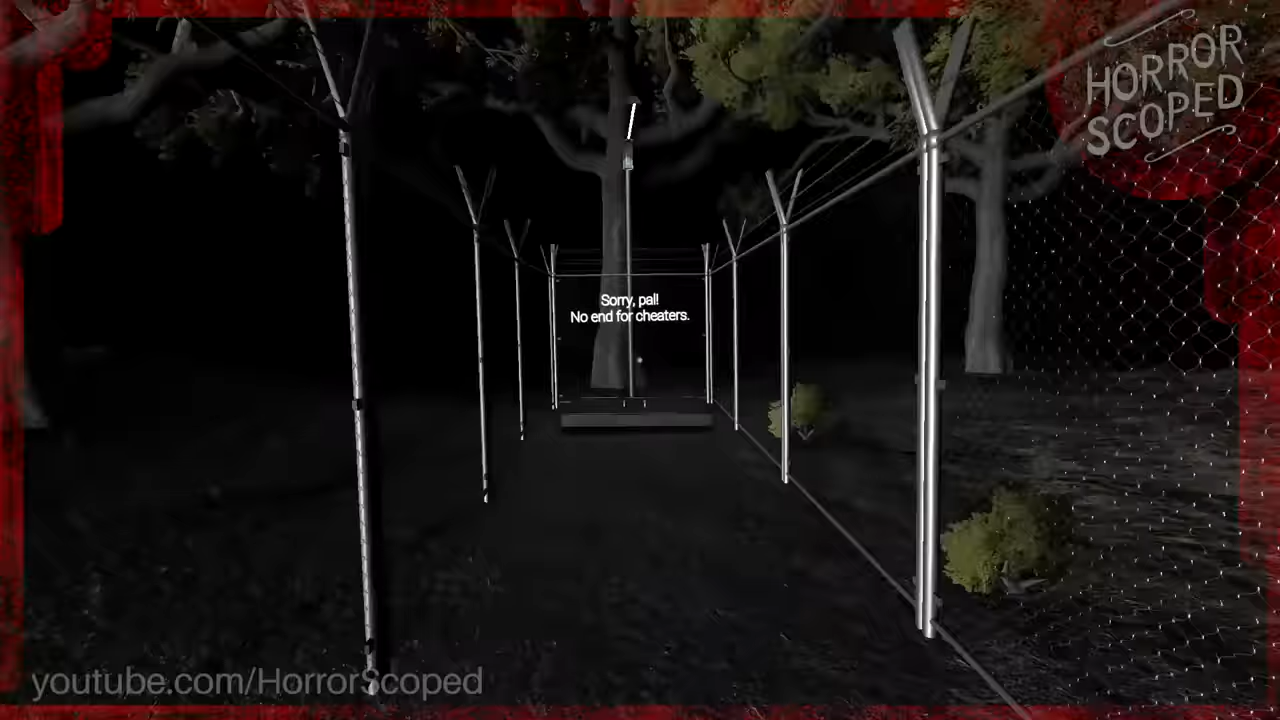 HORROR
SCOPED
Sorry, pal!
No end for cheaters.
youtube.com/HorrorScoped